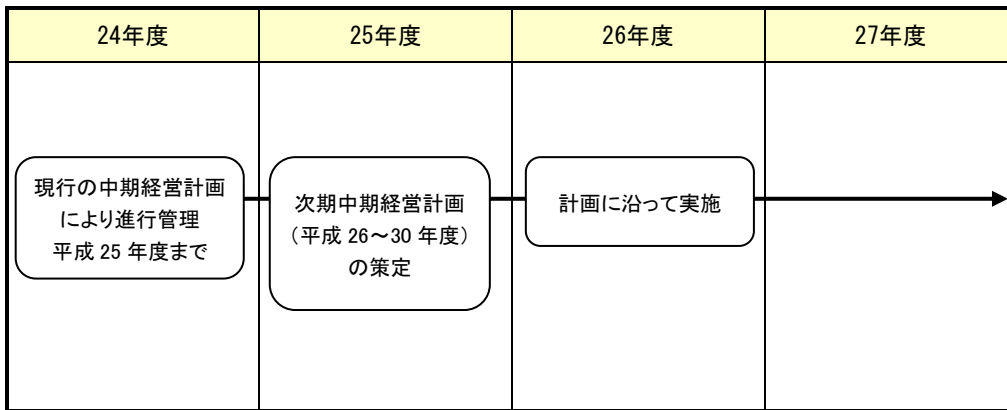 24年度
25年度
26年度
27年度
現行の中期経営計画
により進行管理
平成 25 年度まで
次期中期経営計画
（平成 26～30 年度）
の策定
計画に沿って実施